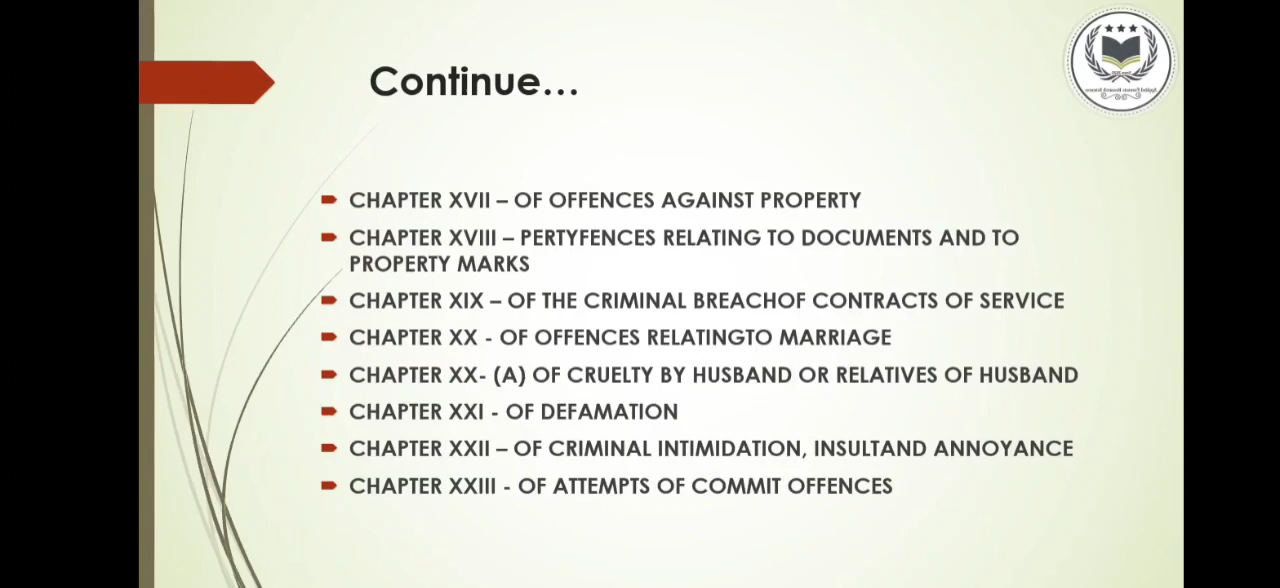 Continue…
CHAPTER XVII – OF OFFENCES AGAINST PROPERTY
CHAPTER XVIII – PERTYFENCES RELATING TO DOCUMENTS AND TO
PROPERTY MARKS
CHAPTER XIX – OF THE CRIMINAL BREACHOF CONTRACTS OF SERVICE
CHAPTER XX - OF OFFENCES RELATINGTO MARRIAGE
CHAPTER XX- (A) OF CRUELTY BY HUSBAND OR RELATIVES OF HUSBAND
CHAPTER XXI - OF DEFAMATION
CHAPTER XXII – OF CRIMINAL INTIMIDATION, INSULTAND ANNOYANCE
CHAPTER XXIII - OF ATTEMPTS OF COMMIT OFFENCES